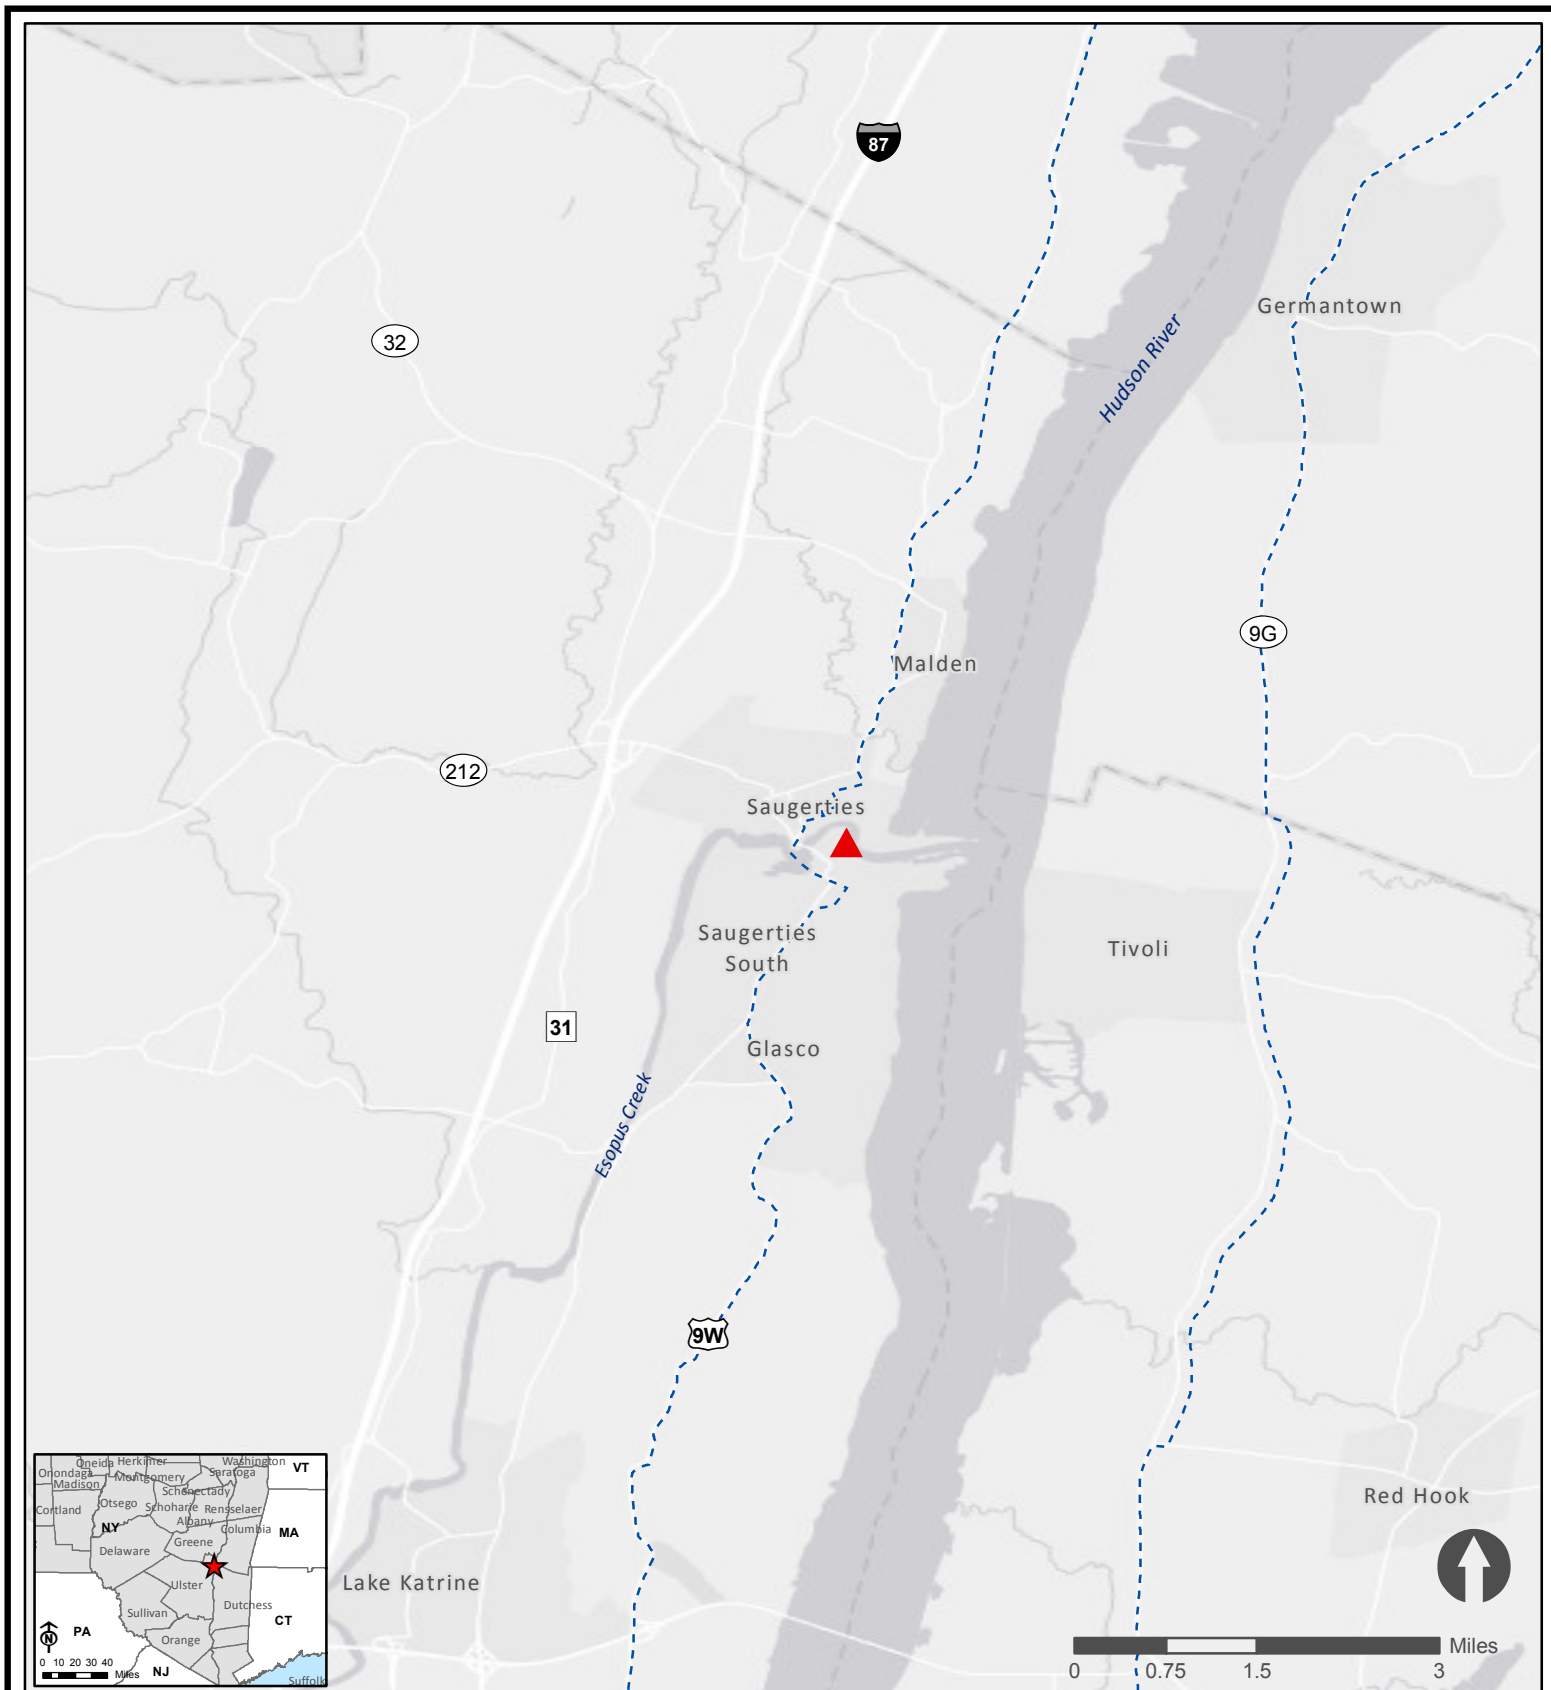 87
Germantown
32
Hudson River
9G
Malden
212
Saugerties
Saugerties
South
Tivoli
31
Glasco
Esopus Creek
9W
Red Hook
Lake Katrine
Miles
0 0.75 1.5 3
Oneida Herkimer Washington VT
Onondaga Montgomery Saratoga
Madison Schenectady
Cortland Otsego Schoharie Rensselaer
NY Albany Columbia MA
Delaware Greene
Ulster
Sullivan Dutchess CT
PA Orange
N
0 10 20 30 40 Miles NJ
Suffolk